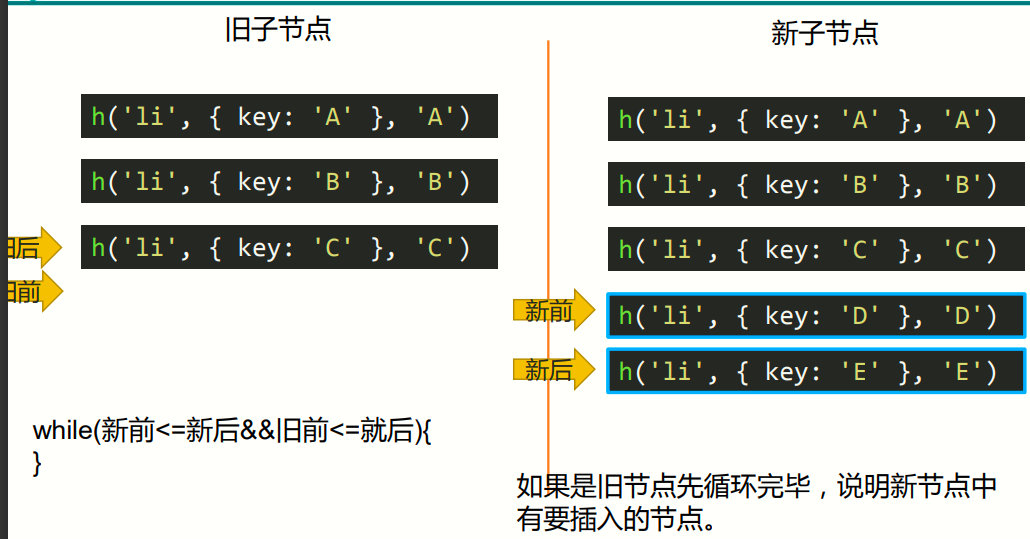 旧子节点
新子节点
h('li', { key: 'A' }, 'A')
h('li', { key: 'B' }, 'B')
旧后
h('li', { key: 'C' }, 'C')
旧前
h('li', { key: 'A' }, 'A')
h('li', { key: 'B' }, 'B')
h('li', { key: 'C' }, 'C')
新前
h('li', { key: 'D' }, 'D')
新后
h('li', { key: 'E' }, 'E')
while(新前<=新后&&旧前<=就后){
}
如果是旧节点先循环完毕，说明新节点中
有要插入的节点。